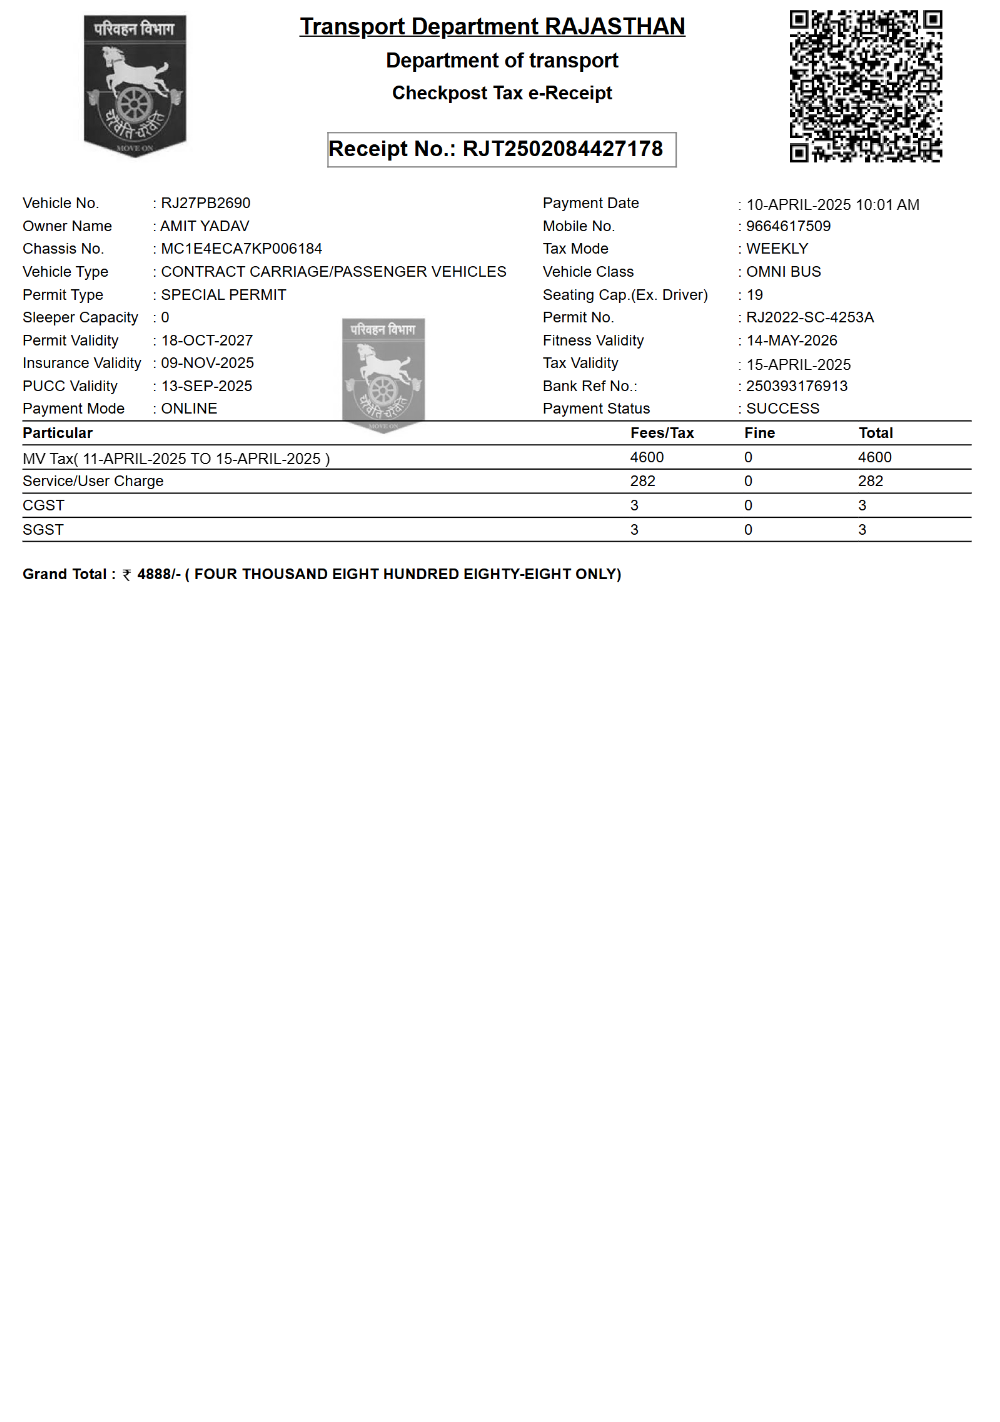 परिवहन विभाग
चरैवेति-चरैवेति
MOVE ON
Transport Department RAJASTHAN
Department of transport
Checkpost Tax e-Receipt
Receipt No.: RJT2502084427178
Vehicle No. : RJ27PB2690 Payment Date : 10-APRIL-2025 10:01 AM
Owner Name : AMIT YADAV Mobile No. : 9664617509
Chassis No. : MC1E4ECA7KP006184 Tax Mode : WEEKLY
Vehicle Type : CONTRACT CARRIAGE/PASSENGER VEHICLES Vehicle Class : OMNI BUS
Permit Type : SPECIAL PERMIT Seating Cap.(Ex. Driver) : 19
Sleeper Capacity : 0 Permit No. : RJ2022-SC-4253A
Permit Validity : 18-OCT-2027 Fitness Validity : 14-MAY-2026
Insurance Validity : 09-NOV-2025 Tax Validity : 15-APRIL-2025
PUCC Validity : 13-SEP-2025 Bank Ref No.: : 250393176913
Payment Mode : ONLINE Payment Status : SUCCESS
परिवहन विभाग
चरैवेति-चरैवेति
MOVE ON
Particular Fees/Tax Fine Total
MV Tax( 11-APRIL-2025 TO 15-APRIL-2025 ) 4600 0 4600
Service/User Charge 282 0 282
CGST 3 0 3
SGST 3 0 3
Grand Total : ₹ 4888/- ( FOUR THOUSAND EIGHT HUNDRED EIGHTY-EIGHT ONLY)